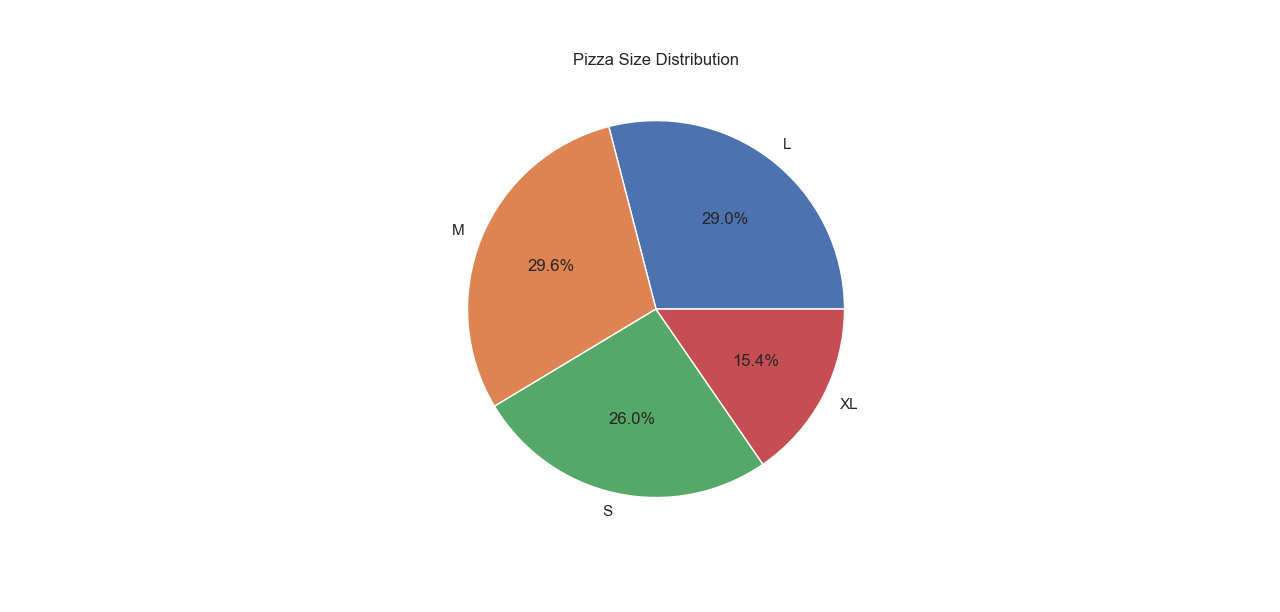 Pizza Size Distribution
L
29.0%
M
29.6%
15.4%
XL
26.0%
S